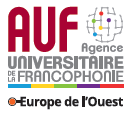 AUF
Agence
UNIVERSITAIRE
DE LA FRANCOPHONIE
Europe de l'Ouest